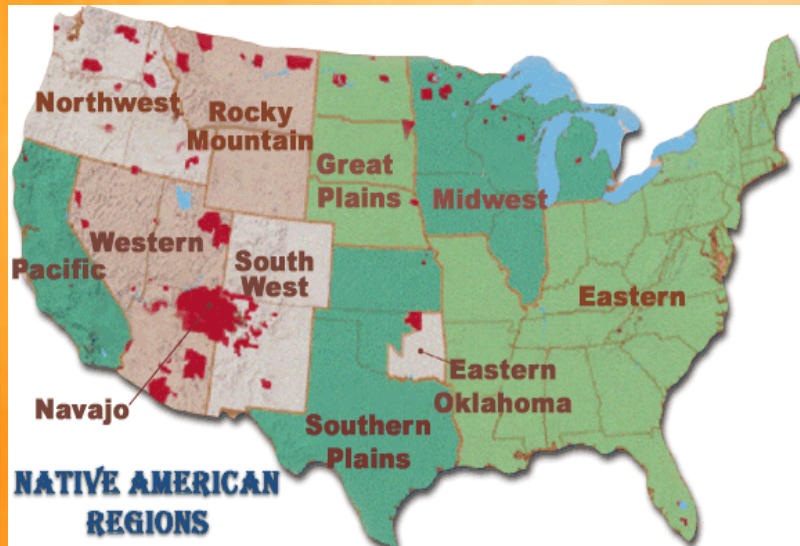 Northwest
Rocky
Mountain
Great
Plains
Midwest
Western
South
West
Pacific
Eastern
Navajo
Eastern
Oklahoma
Southern
Plains
NATIVE AMERICAN
REGIONS